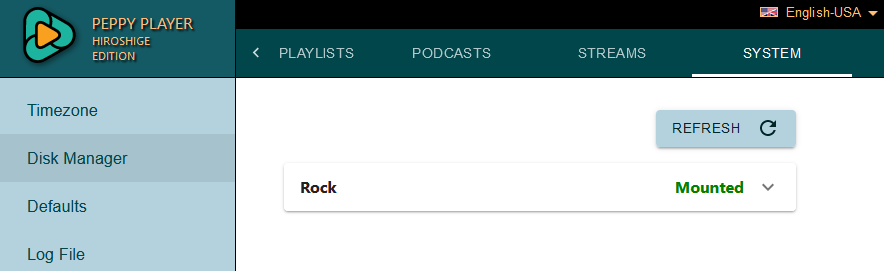 PEPPY PLAYER
HIROSHIGE
EDITION
English-USA
PLAYLISTS PODCASTS STREAMS SYSTEM
Timezone
Disk Manager
Defaults
Log File
REFRESH
Rock Mounted